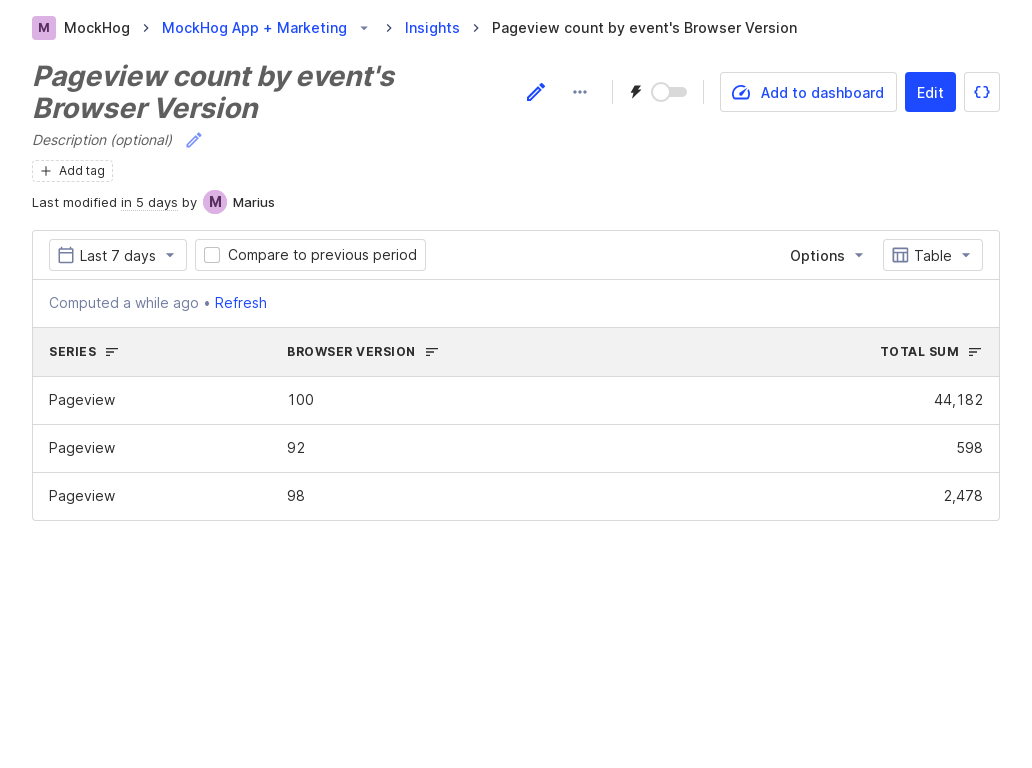 M MockHog MockHog App + Marketing Insights Pageview count by event's Browser Version
Pageview count by event's
Browser Version
Add to dashboard Edit {}
Description (optional)
+ Add tag
Last modified in 5 days by M Marius
Last 7 days Compare to previous period Options Table
Computed a while ago • Refresh
SERIES BROWSER VERSION TOTAL SUM
Pageview 100 44,182
Pageview 92 598
Pageview 98 2,478